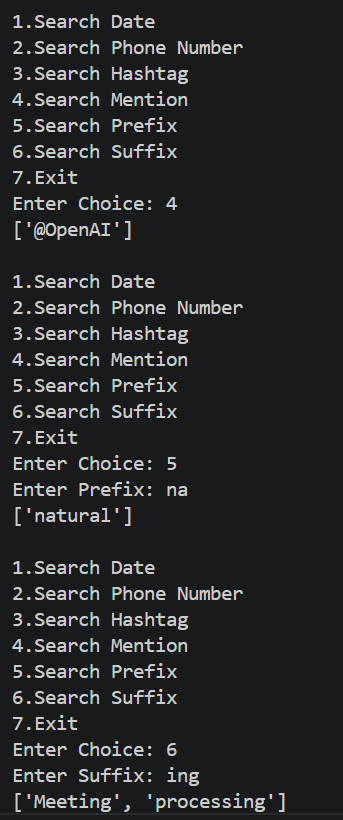 1.Search Date
2.Search Phone Number
3.Search Hashtag
4.Search Mention
5.Search Prefix
6.Search Suffix
7.Exit
Enter Choice: 4
['@OpenAI']

1.Search Date
2.Search Phone Number
3.Search Hashtag
4.Search Mention
5.Search Prefix
6.Search Suffix
7.Exit
Enter Choice: 5
Enter Prefix: na
['natural']

1.Search Date
2.Search Phone Number
3.Search Hashtag
4.Search Mention
5.Search Prefix
6.Search Suffix
7.Exit
Enter Choice: 6
Enter Suffix: ing
['Meeting', 'processing']